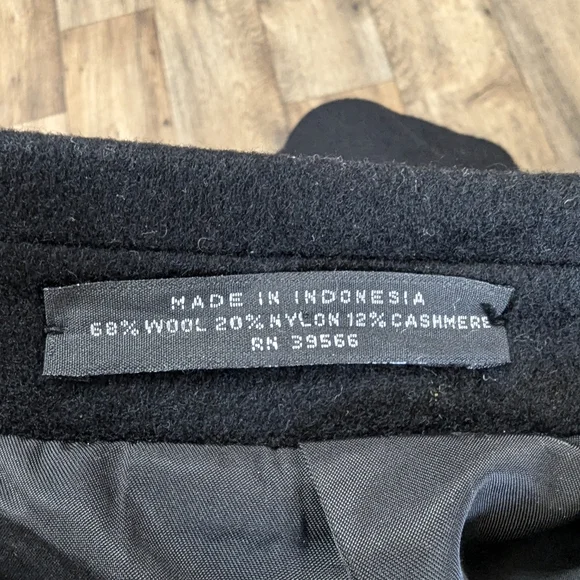 MADE IN INDONESIA
68% WOOL 20% NYLON 12% CASHMERE
RN 39566